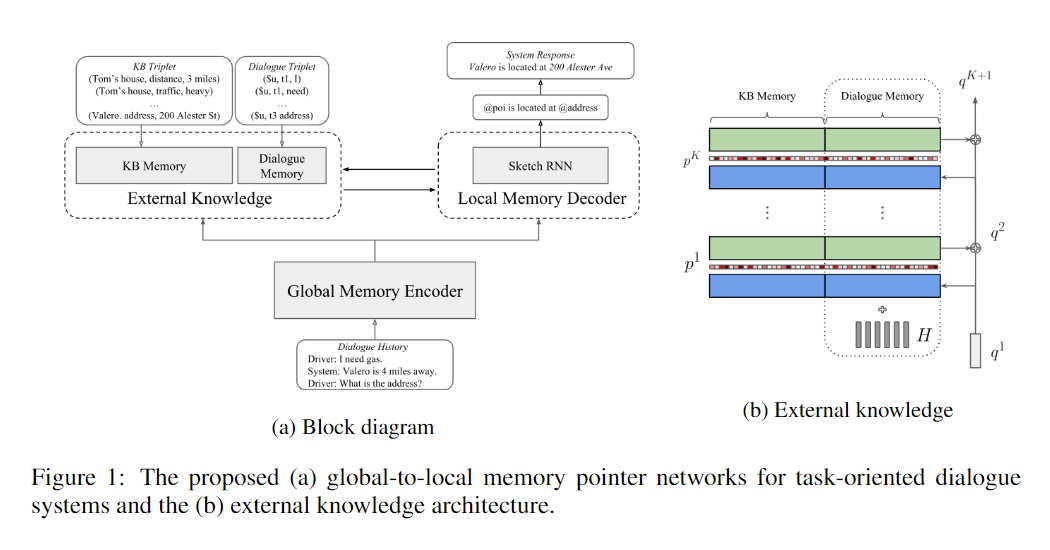 KB Triplet
(Tom's house, distance, 3 miles)
(Tom's house, traffic, heavy)
...
(Valero. address, 200 Alester St)
Dialogue Triplet
($u, t1, I)
($u, t1, need)
...
($u, t3 address)
System Response
Valero is located at 200 Alester Ave
@poi is located at @address
KB Memory
Dialogue
Memory
External Knowledge
Sketch RNN
Local Memory Decoder
Global Memory Encoder
Dialogue History
Driver: I need gas.
System: Valero is 4 miles away.
Driver: What is the address?
(a) Block diagram
KB Memory
Dialogue Memory
q^{K+1}
p^K
⋮ ⋮
q^2
p^1
H
q^1
(b) External knowledge
Figure 1: The proposed (a) global-to-local memory pointer networks for task-oriented dialogue
systems and the (b) external knowledge architecture.